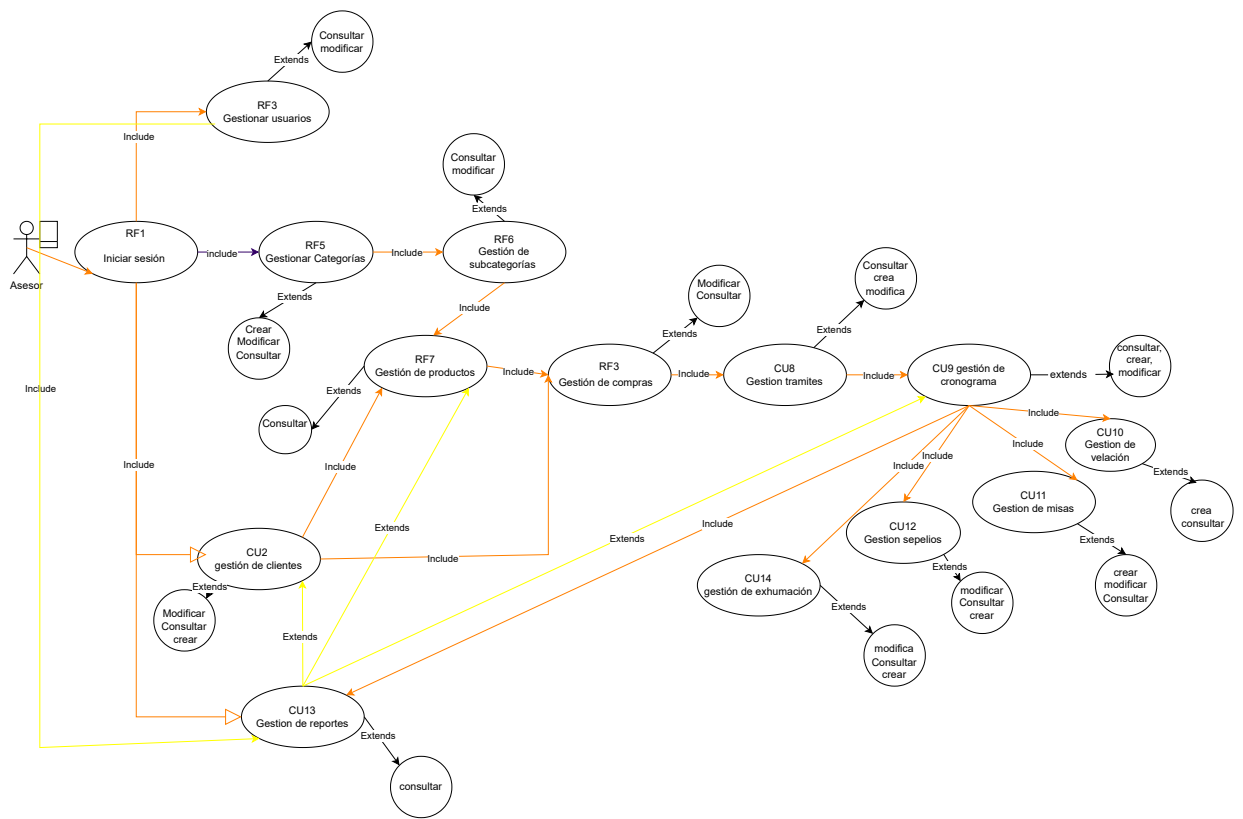 Consultar
modificar
Extends
RF3
Gestionar usuarios
Include
Consultar
modificar
Extends
Asesor
RF1
Iniciar sesión
include
RF5
Gestionar Categorías
Include
RF6
Gestión de
subcategorías
Extends
Crear
Modificar
Consultar
Include
Modificar
Consultar
Extends
Consultar
crea
modifica
Extends
RF7
Gestión de productos
Include
RF3
Gestión de compras
Include
CU8
Gestion tramites
Include
CU9 gestión de
cronograma
extends
consultar,
crear,
modificar
Include
Extends
Consultar
Include
CU10
Gestion de
velación
Extends
crea
consultar
Include
Include
Include
Include
Include
CU11
Gestion de misas
Extends
crear
modificar
Consultar
CU12
Gestion sepelios
Extends
modificar
Consultar
crear
CU14
gestión de exhumación
Extends
modifica
Consultar
crear
Include
Extends
Extends
CU2
gestión de clientes
Include
Extends
Modificar
Consultar
crear
Extends
CU13
Gestion de reportes
Extends
consultar